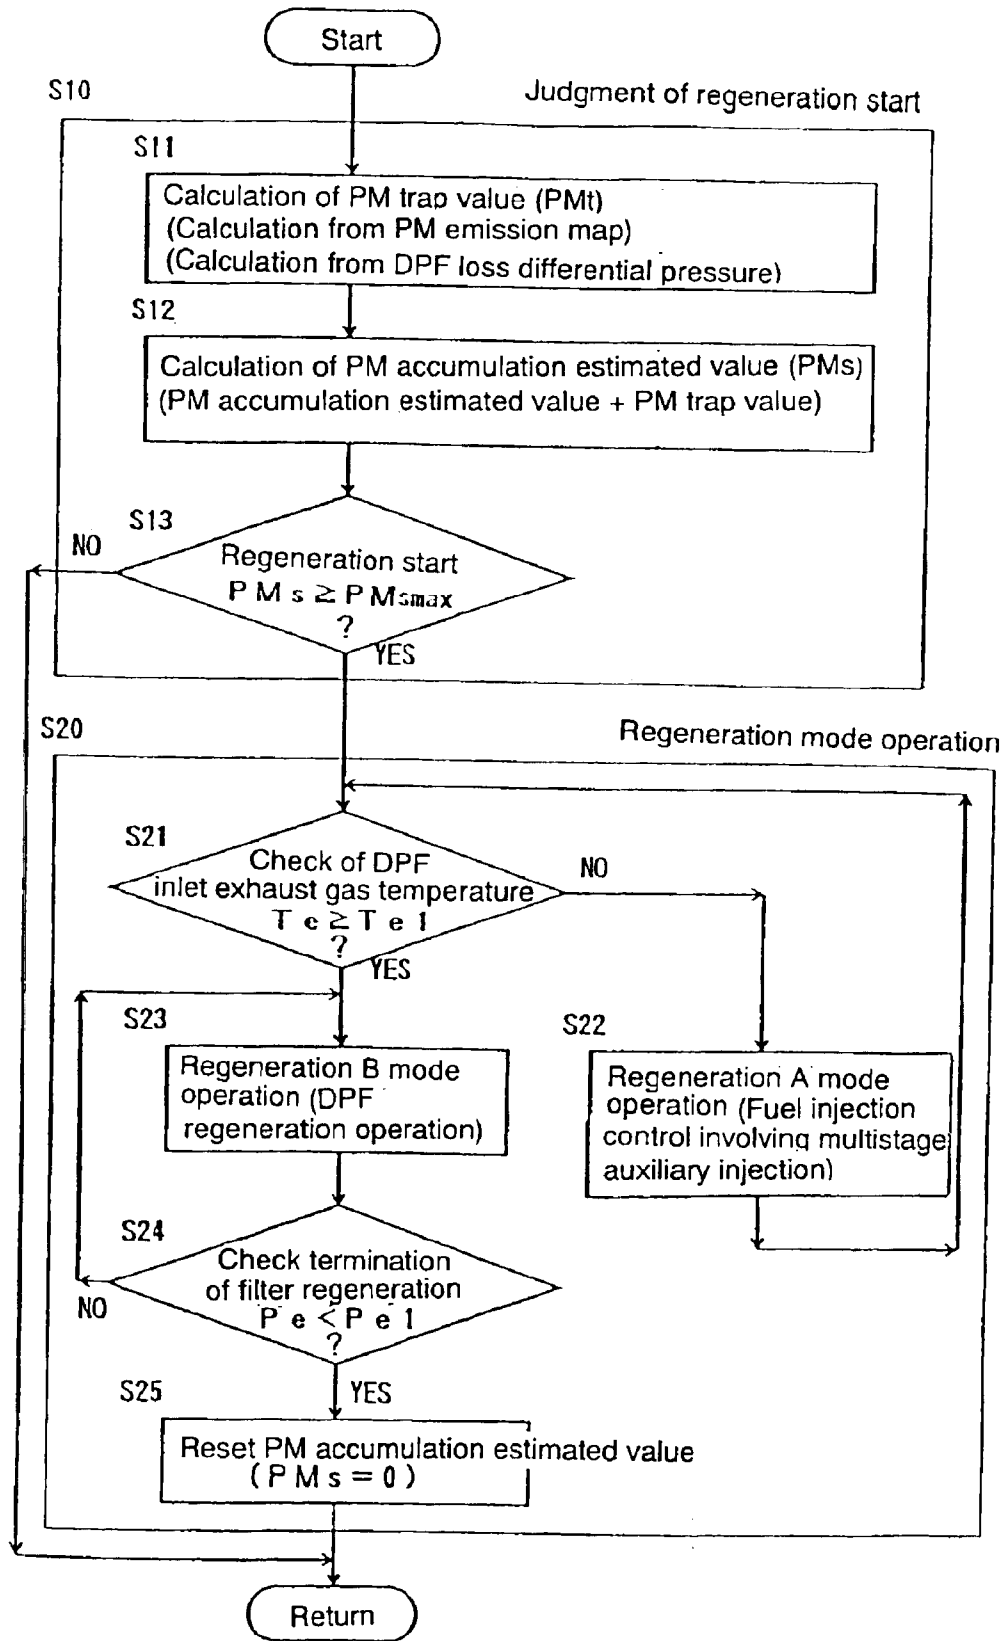 Start
S10
Judgment of regeneration start
S11
Calculation of PM trap value (PMt)
(Calculation from PM emission map)
(Calculation from DPF loss differential pressure)
S12
Calculation of PM accumulation estimated value (PMs)
(PM accumulation estimated value + PM trap value)
S13
NO
Regeneration start
PMs ≥ PMsmax
?
YES
S20
Regeneration mode operation
S21
Check of DPF
inlet exhaust gas temperature
Te ≥ Te1
?
NO
YES
S23
Regeneration B mode
operation (DPF
regeneration operation)
S22
Regeneration A mode
operation (Fuel injection
control involving multistage
auxiliary injection)
S24
Check termination
of filter regeneration
Pe < Pe1
?
NO
YES
S25
Reset PM accumulation estimated value
(PMs = 0)
Return